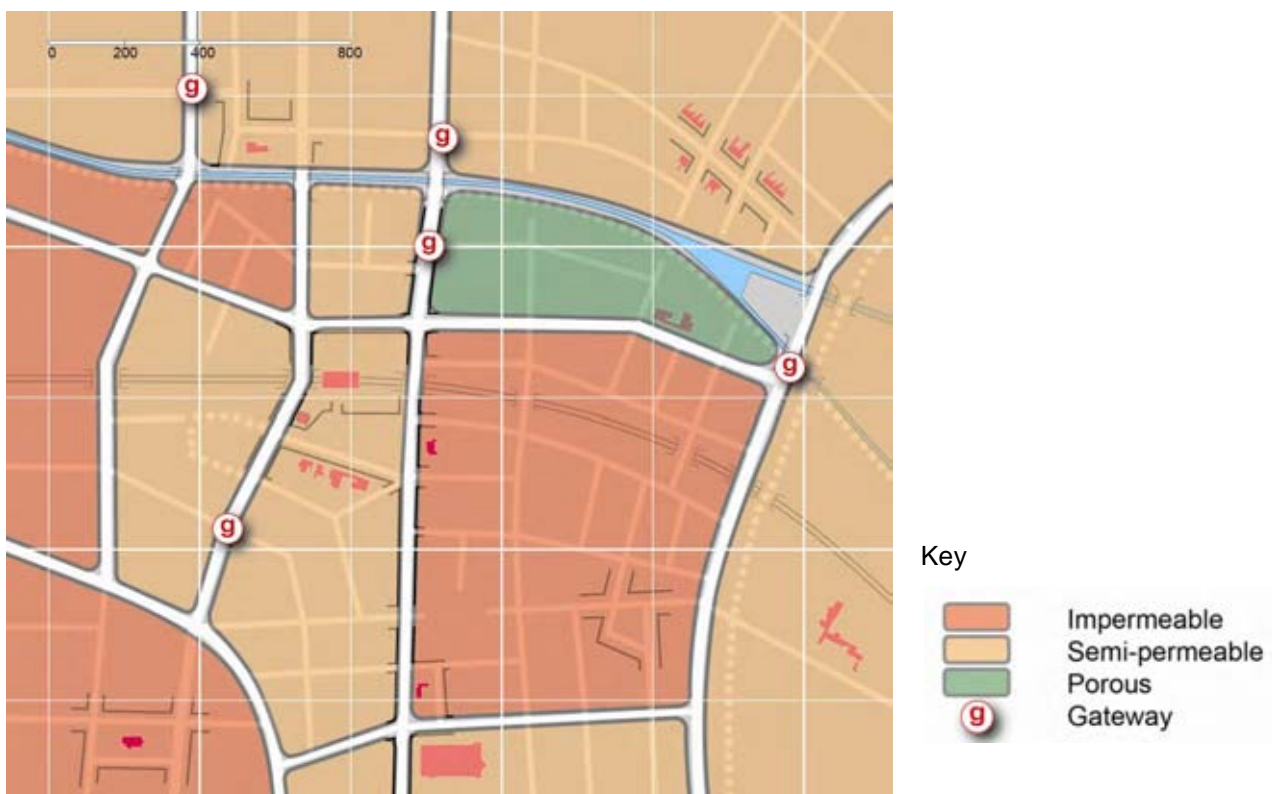 0 200 400 800
g
g
g
g
g
Key
Impermeable
Semi-permeable
Porous
g Gateway